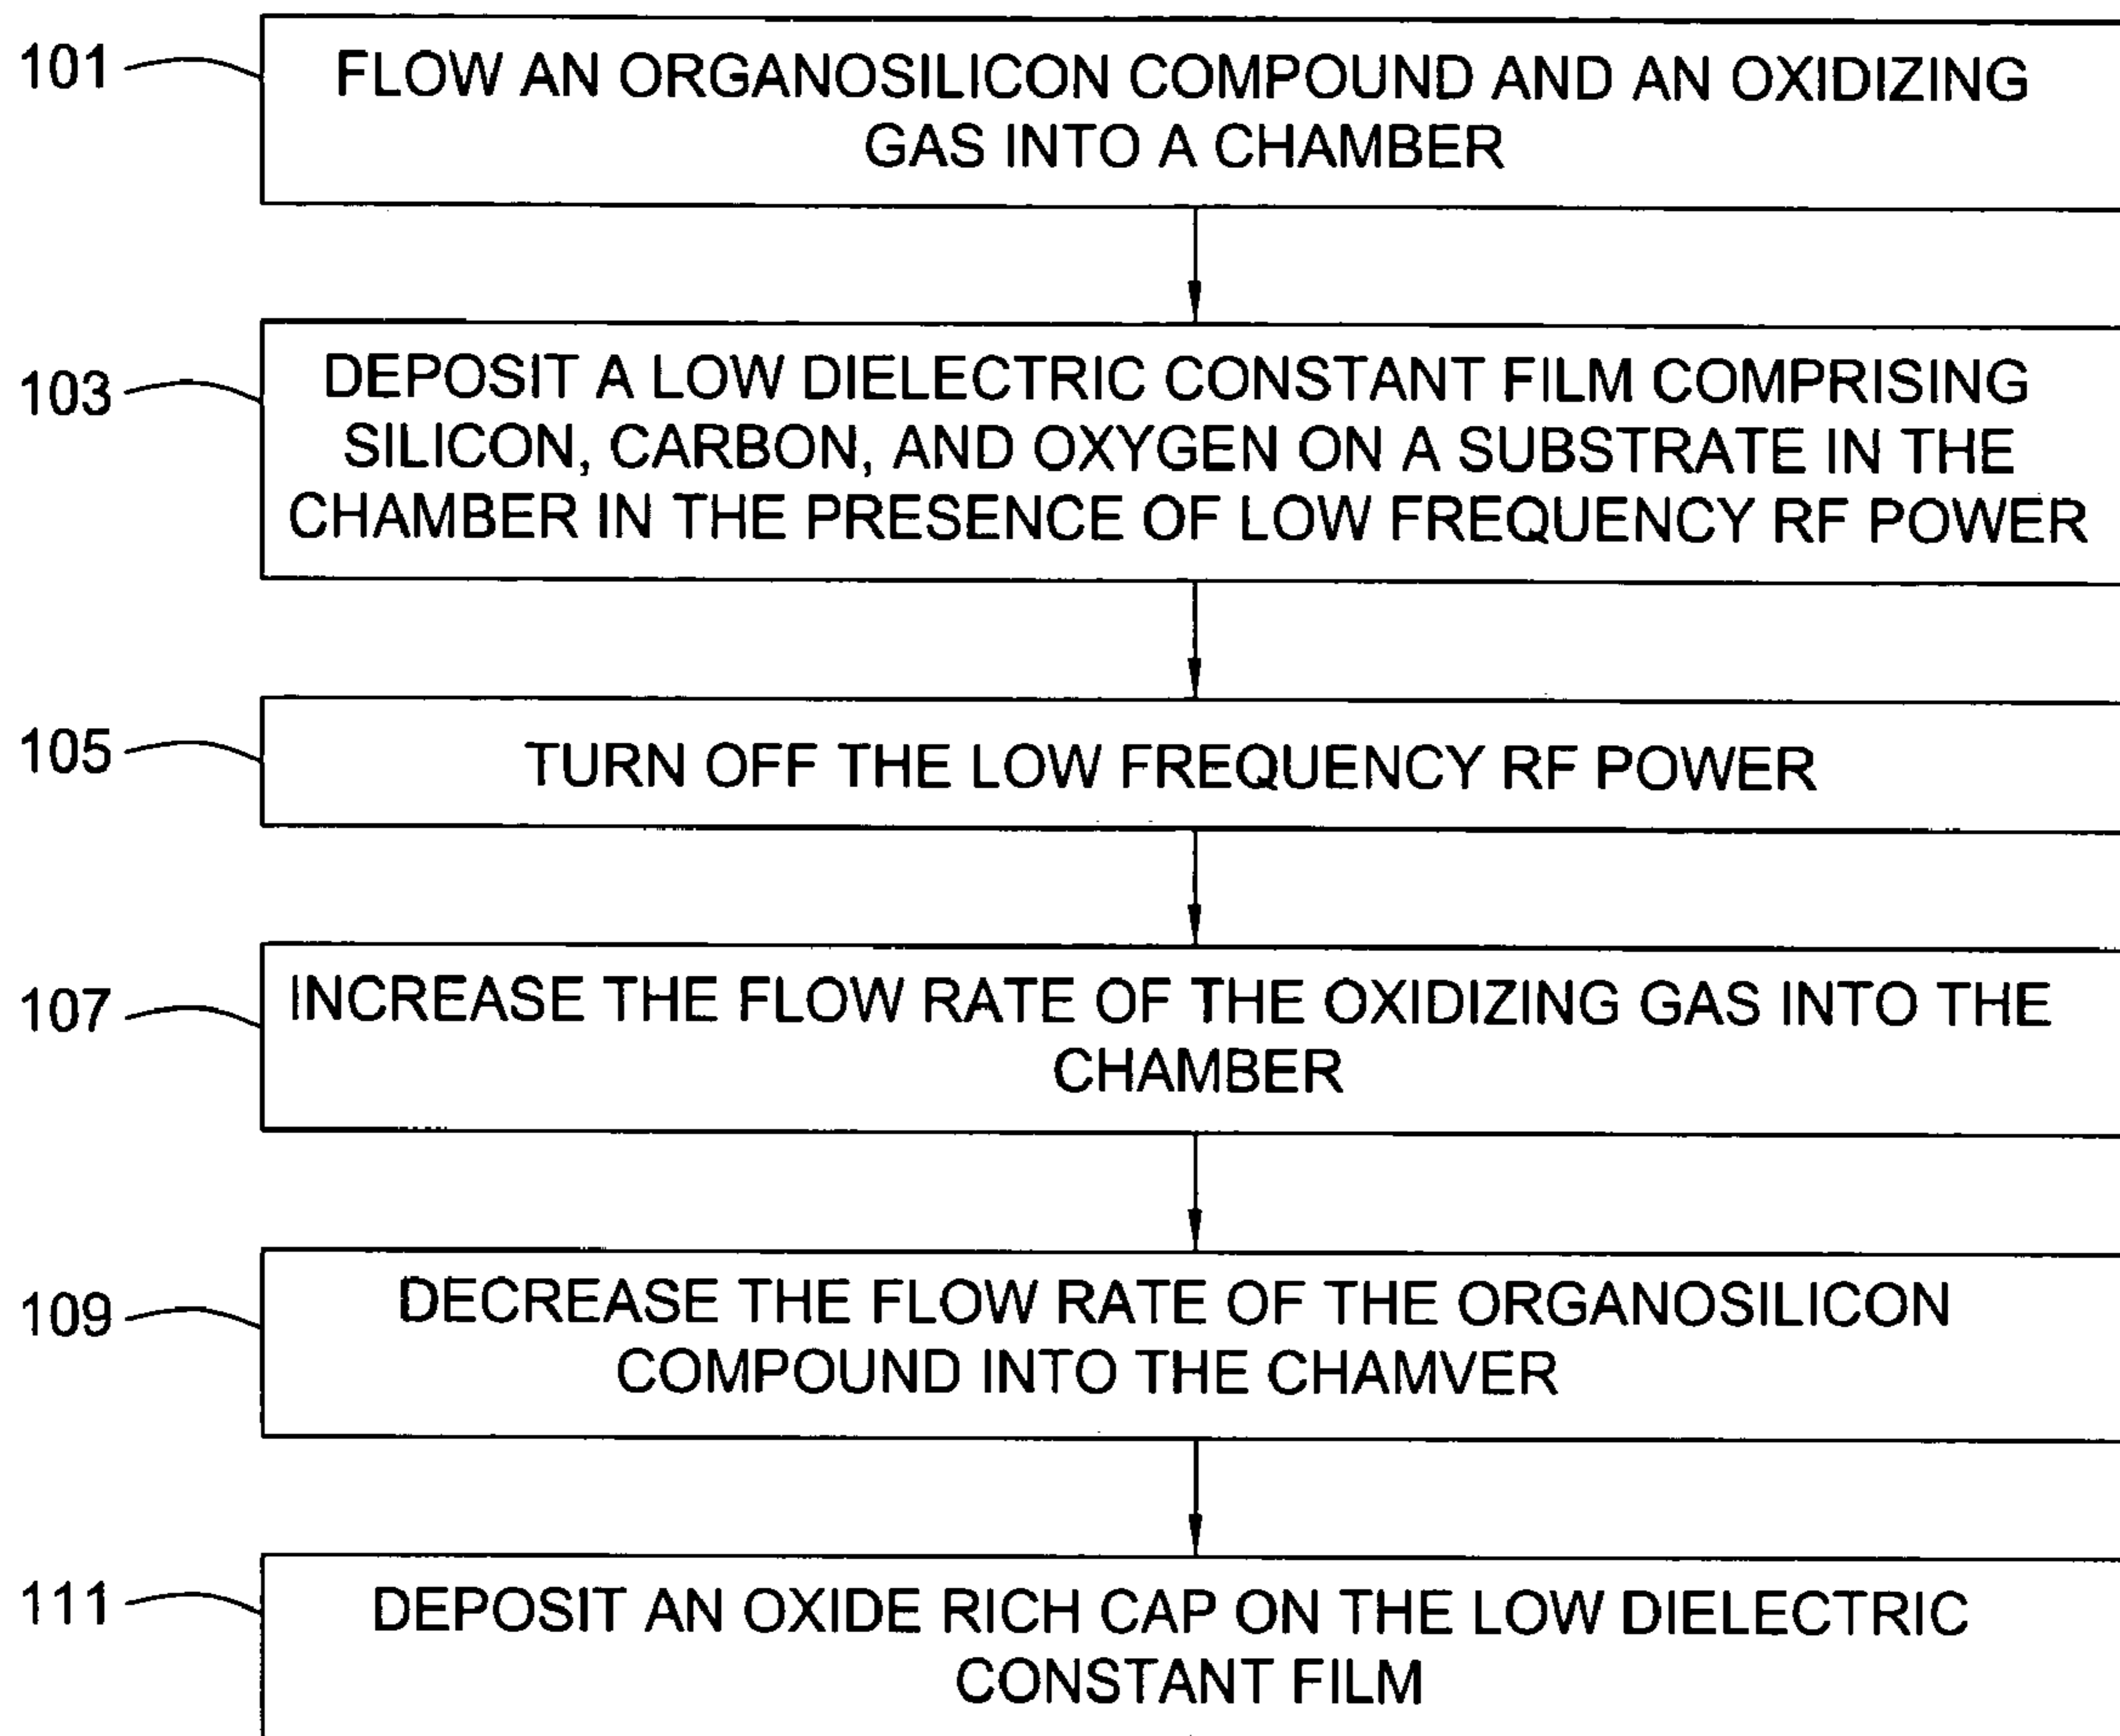 101
FLOW AN ORGANOSILICON COMPOUND AND AN OXIDIZING
GAS INTO A CHAMBER
103
DEPOSIT A LOW DIELECTRIC CONSTANT FILM COMPRISING
SILICON, CARBON, AND OXYGEN ON A SUBSTRATE IN THE
CHAMBER IN THE PRESENCE OF LOW FREQUENCY RF POWER
105
TURN OFF THE LOW FREQUENCY RF POWER
107
INCREASE THE FLOW RATE OF THE OXIDIZING GAS INTO THE
CHAMBER
109
DECREASE THE FLOW RATE OF THE ORGANOSILICON
COMPOUND INTO THE CHAMVER
111
DEPOSIT AN OXIDE RICH CAP ON THE LOW DIELECTRIC
CONSTANT FILM